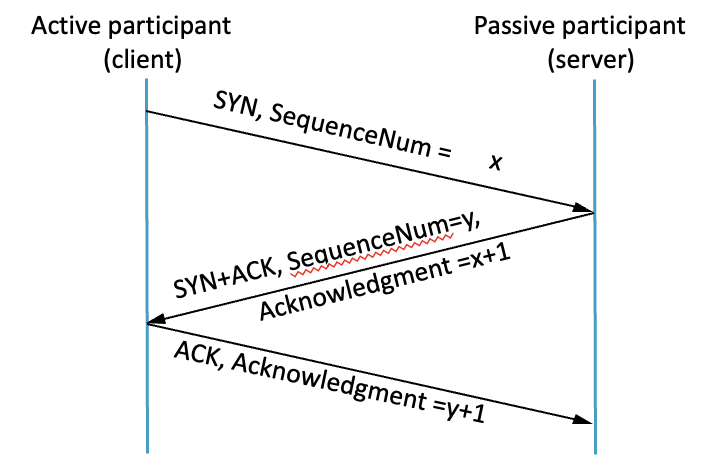 Active participant
(client)
Passive participant
(server)
SYN, SequenceNum = x
SYN+ACK, SequenceNum=y,
Acknowledgment =x+1
ACK, Acknowledgment =y+1